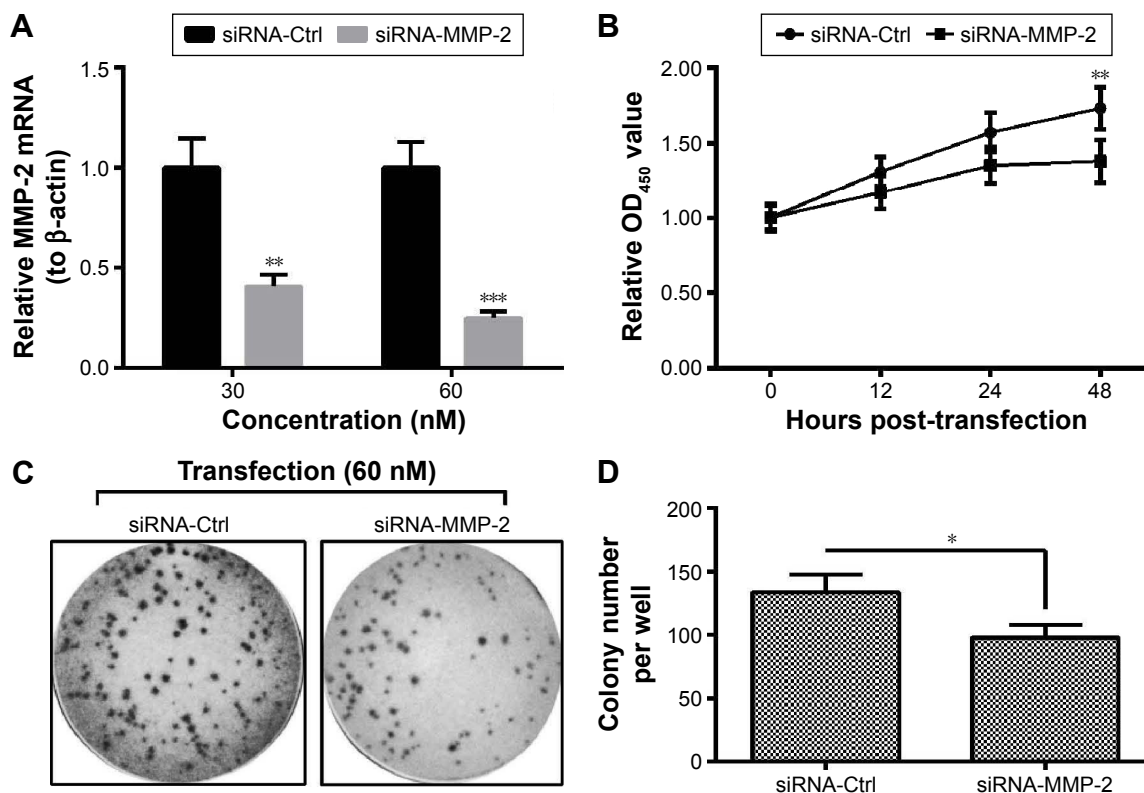 A
siRNA-Ctrl siRNA-MMP-2
Relative MMP-2 mRNA
(to β-actin)
1.5
1.0
0.5
0.0
**
***
30 60
Concentration (nM)
B
siRNA-Ctrl siRNA-MMP-2
Relative OD450 value
2.00
1.50
1.00
0.50
0.00
**
0 12 24 48
Hours post-transfection
C
Transfection (60 nM)
siRNA-Ctrl siRNA-MMP-2
D
Colony number
per well
200
150
100
50
0
*
siRNA-Ctrl siRNA-MMP-2